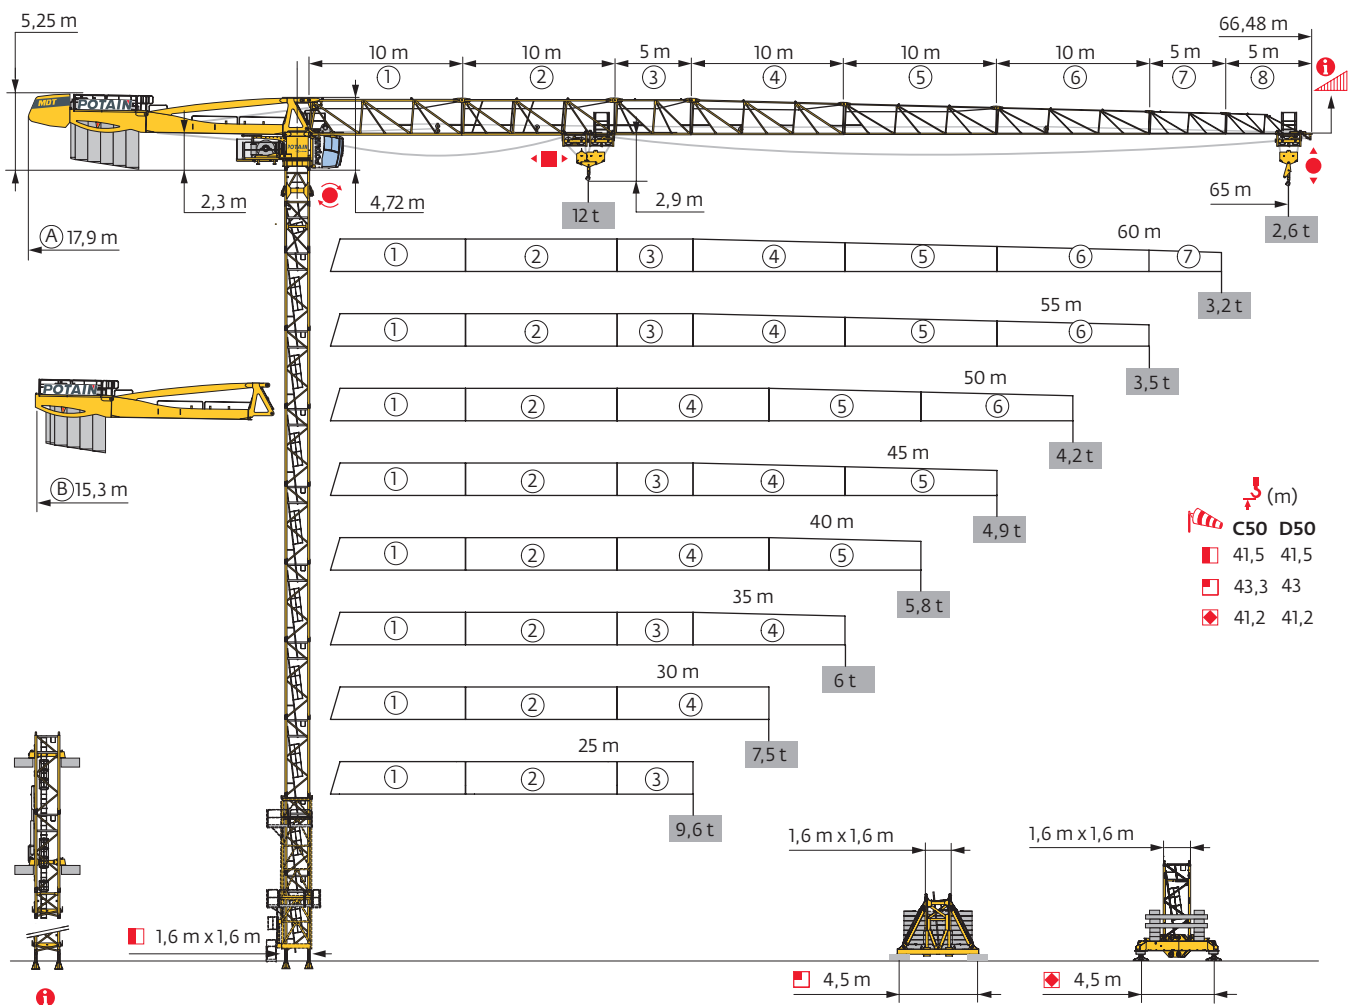 5,25 m
66,48 m
10 m 10 m 5 m 10 m 10 m 10 m 5 m 5 m
1 2 3 4 5 6 7 8
i
MDT POTAIN
POTAIN
2,3 m
4,72 m
2,9 m
65 m
12 t
2,6 t
A 17,9 m
60 m
1 2 3 4 5 6 7
3,2 t
55 m
1 2 3 4 5 6
3,5 t
POTAIN
50 m
1 2 4 5 6
4,2 t
B 15,3 m
45 m
1 2 3 4 5
4,9 t
(m)
C50 D50
41,5 41,5
43,3 43
41,2 41,2
40 m
1 2 4 5
5,8 t
35 m
1 2 3 4
6 t
30 m
1 2 4
7,5 t
25 m
1 2 3
9,6 t
1,6 m x 1,6 m
1,6 m x 1,6 m
1,6 m x 1,6 m
4,5 m
4,5 m
i